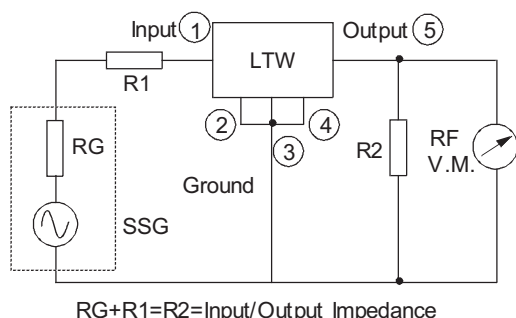 Input ① Output ⑤
LTW
R1
② ④
③
RG R2 RF
V.M.
Ground
SSG
RG+R1=R2=Input/Output Impedance